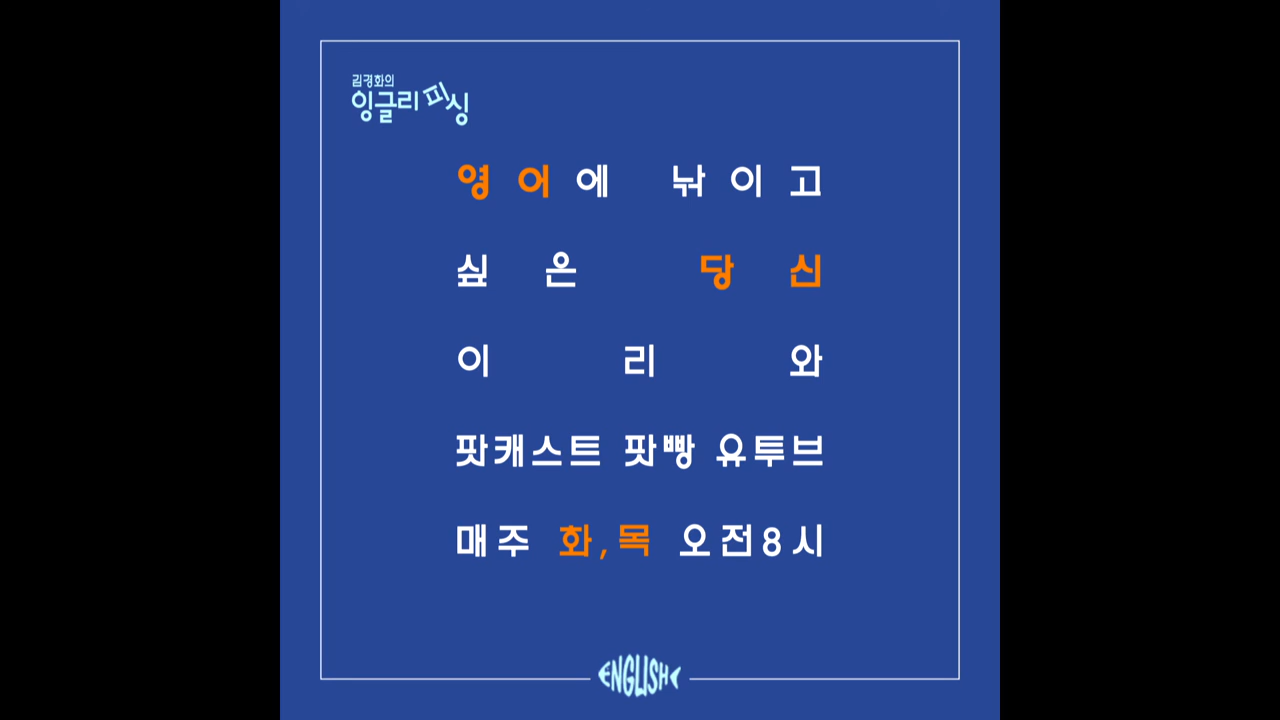 김경화의
잉글리피싱
영어에 낚이고
싶은 당신
이리와
팟캐스트 팟빵 유투브
매주 화,목 오전8시
ENGLISH